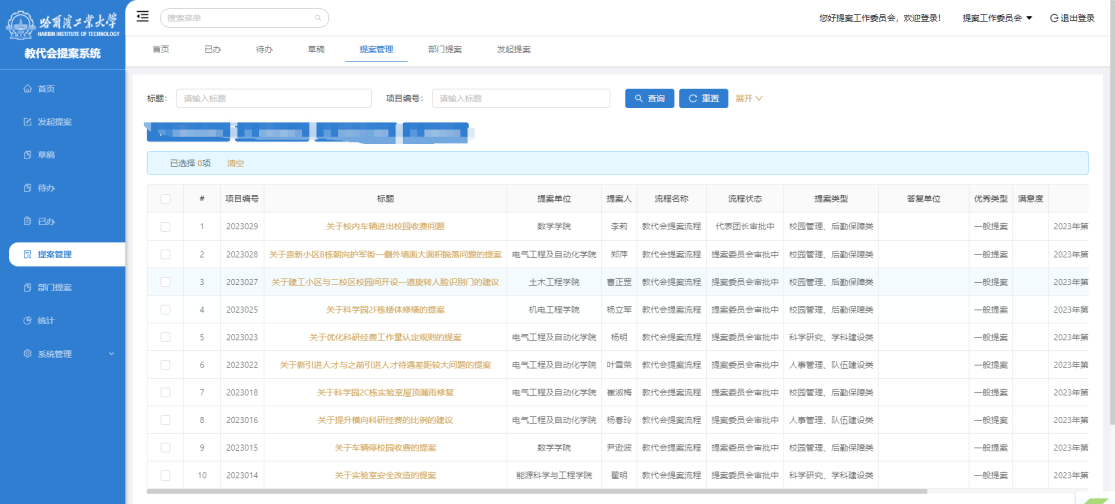 哈尔滨工业大学
HARBIN INSTITUTE OF TECHNOLOGY
教代会提案系统
首页
发起提案
草稿
待办
已办
提案管理
部门提案
统计
系统管理
搜索菜单
您好提案工作委员会，欢迎登录！ 提案工作委员会 退出登录
首页 已办 待办 草稿 提案管理 部门提案 发起提案
标题： 请输入标题 项目编号： 请输入标题 查询 重置 展开
已选择 0项 清空
# 项目编号 标题 提案单位 提案人 流程名称 流程状态 提案类型 答复单位 优秀类型 满意度
1 2023029 关于校内车辆进出校园收费问题 数学学院 李莉 教代会提案流程 代表团长审批中 校园管理、后勤保障类 一般提案 2023年第
2 2023028 关于宣新小区B栋朝向护军街一侧外墙面大面积脱落问题的提案 电气工程及自动化学院 郑萍 教代会提案流程 提案委员会审批中 校园管理、后勤保障类 一般提案 2023年第
3 2023027 关于建工小区与二校区校园间开设一道旋转人脸识别门的建议 土木工程学院 曹正罡 教代会提案流程 提案委员会审批中 校园管理、后勤保障类 一般提案 2023年第
4 2023025 关于科学园2F栋楼体修缮的提案 机电工程学院 杨立军 教代会提案流程 提案委员会审批中 校园管理、后勤保障类 一般提案 2023年第
5 2023023 关于优化科研经费工作量认定规则的提案 电气工程及自动化学院 杨明 教代会提案流程 提案委员会审批中 科学研究、学科建设类 一般提案 2023年第
6 2023022 关于新引进人才与之前引进人才待遇差距较大问题的提案 电气工程及自动化学院 叶雪荣 教代会提案流程 提案委员会审批中 人事管理、队伍建设类 一般提案 2023年第
7 2023018 关于科学园2C栋实验室屋顶漏雨修复 电气工程及自动化学院 崔淑梅 教代会提案流程 提案委员会审批中 校园管理、后勤保障类 一般提案 2023年第
8 2023016 关于提升横向科研经费的比例的建议 电气工程及自动化学院 杨春玲 教代会提案流程 提案委员会审批中 人事管理、队伍建设类 一般提案 2023年第
9 2023015 关于车辆停校园收费的提案 数学学院 尹逊波 教代会提案流程 提案委员会审批中 校园管理、后勤保障类 一般提案 2023年第
10 2023014 关于实验室安全改造的提案 能源科学与工程学院 翟明 教代会提案流程 提案委员会审批中 科学研究、学科建设类 一般提案 2023年第